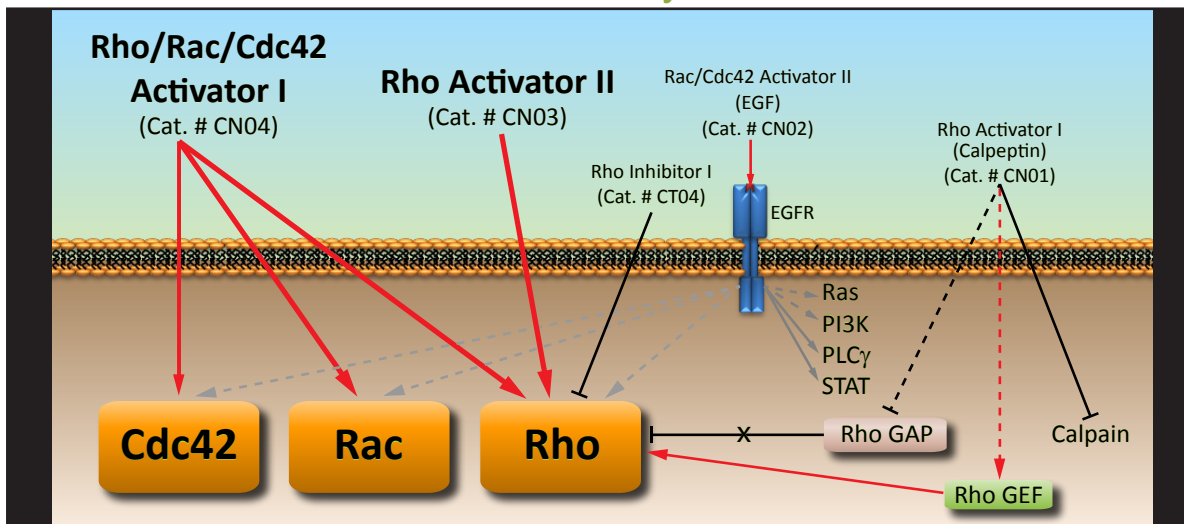 Rho/Rac/Cdc42
Activator I
(Cat. # CN04)
Rho Activator II
(Cat. # CN03)
Rac/Cdc42 Activator II
(EGF)
(Cat. # CN02)
Rho Activator I
(Calpeptin)
(Cat. # CN01)
Rho Inhibitor I
(Cat. # CT04)
EGFR
Ras
PI3K
PLCγ
STAT
Cdc42
Rac
Rho
x
Rho GAP
Calpain
Rho GEF